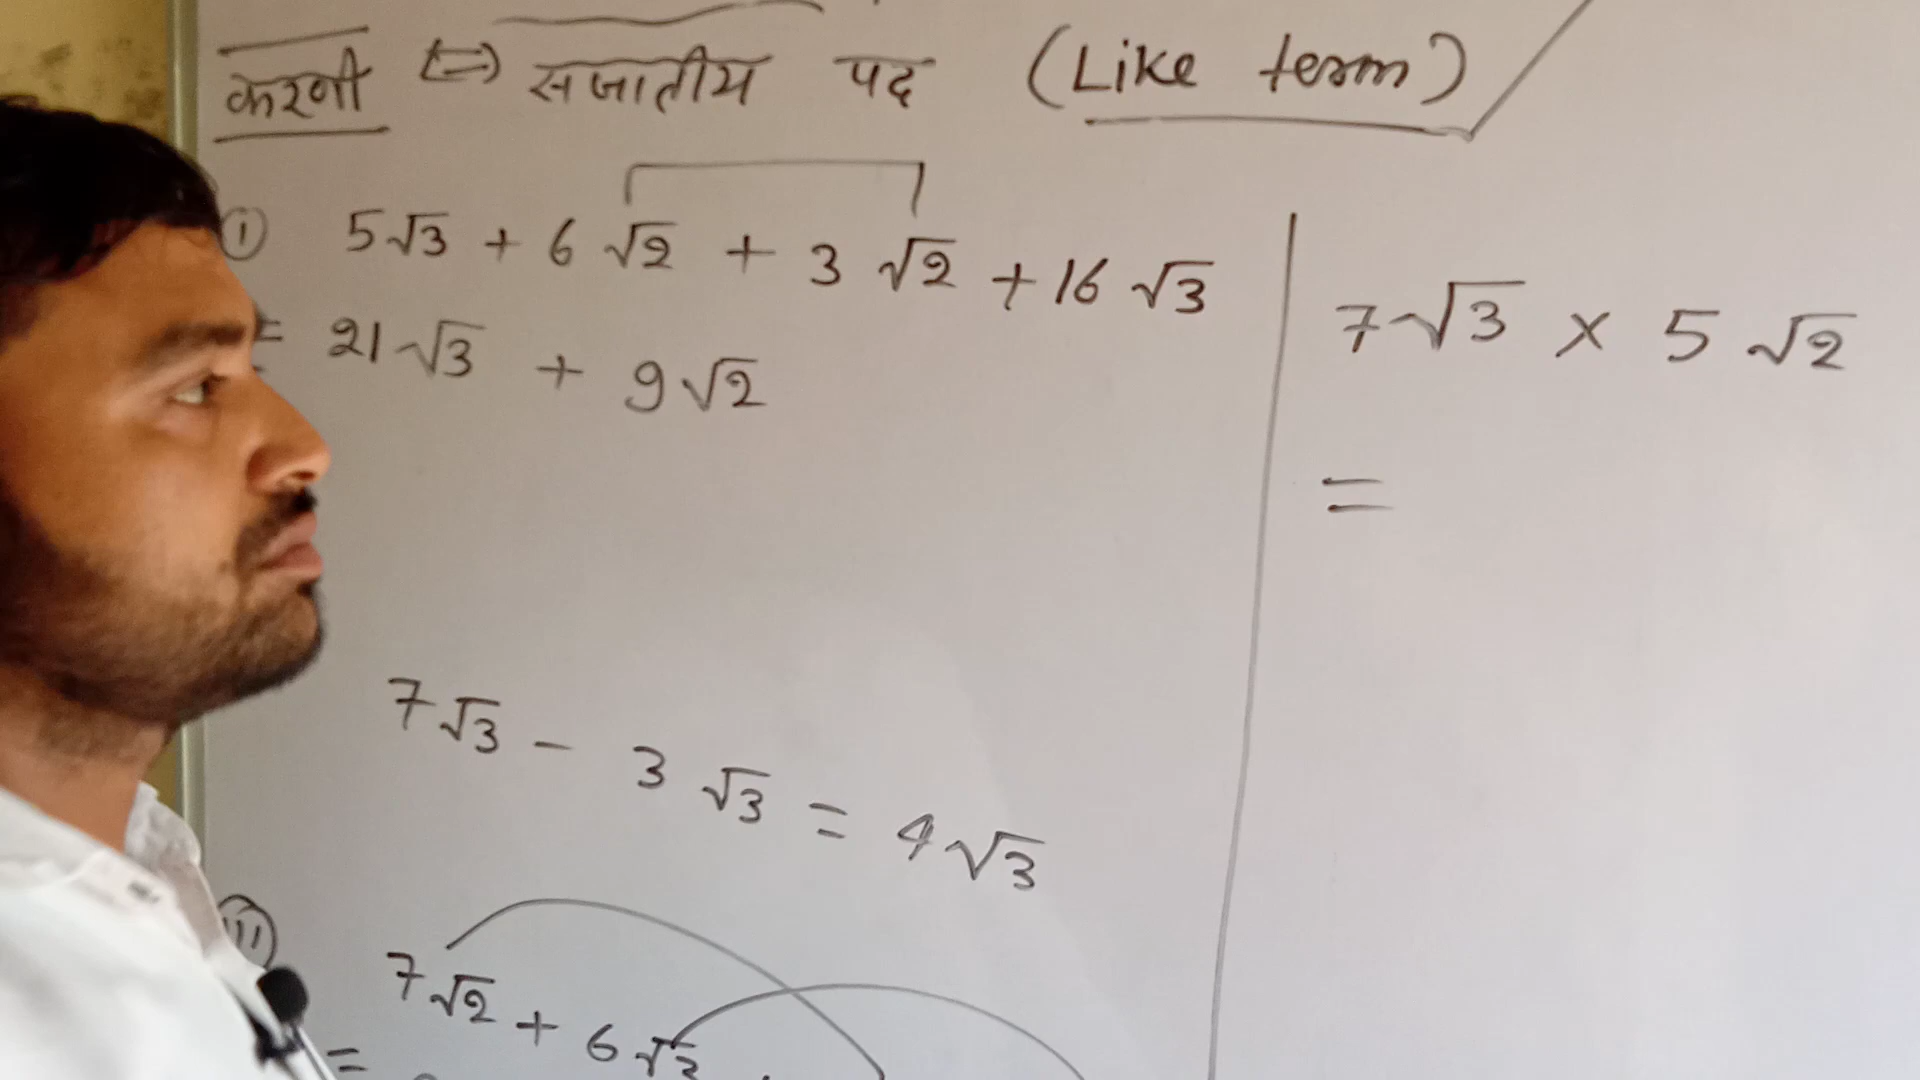 करणी ⇔ सजातीय पद (Like term)
① 5√3 + 6√2 + 3√2 + 16√3
= 21√3 + 9√2
7√3 - 3√3 = 4√3
7√2 + 6√3
=
7√3 × 5√2
=